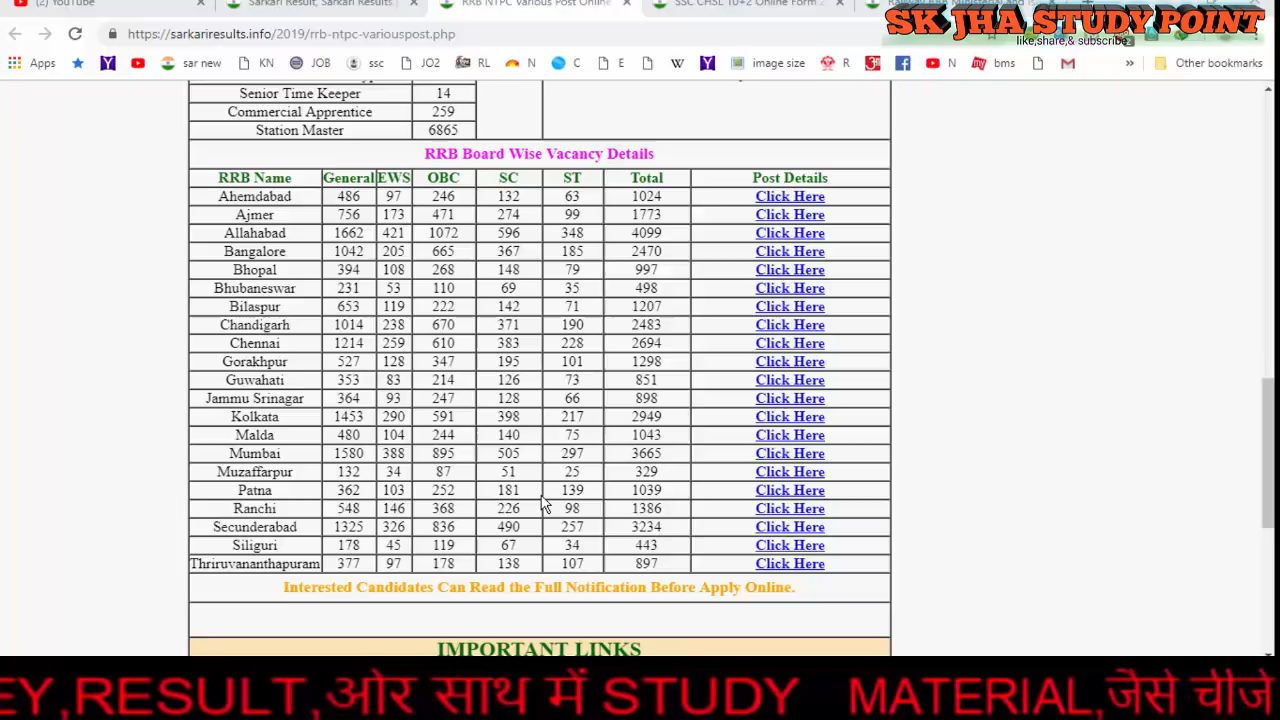 (2) YouTube
Sarkari Result, Sarkari Results
RRB NTPC Various Post Online
SSC CHSL 10+2 Online Form
SK JHA STUDY POINT
like,share,& subscribe
https://sarkariresults.info/2019/rrb-ntpc-variouspost.php
Apps sar new KN JOB ssc JO2 RL N C E W image size R N bms » Other bookmarks
Senior Time Keeper 14
Commercial Apprentice 259
Station Master 6865
RRB Board Wise Vacancy Details
RRB Name General EWS OBC SC ST Total Post Details
Ahemdabad 486 97 246 132 63 1024 Click Here
Ajmer 756 173 471 274 99 1773 Click Here
Allahabad 1662 421 1072 596 348 4099 Click Here
Bangalore 1042 205 665 367 185 2470 Click Here
Bhopal 394 108 268 148 79 997 Click Here
Bhubaneswar 231 53 110 69 35 498 Click Here
Bilaspur 653 119 222 142 71 1207 Click Here
Chandigarh 1014 238 670 371 190 2483 Click Here
Chennai 1214 259 610 383 228 2694 Click Here
Gorakhpur 527 128 347 195 101 1298 Click Here
Guwahati 353 83 214 126 73 851 Click Here
Jammu Srinagar 364 93 247 128 66 898 Click Here
Kolkata 1453 290 591 398 217 2949 Click Here
Malda 480 104 244 140 75 1043 Click Here
Mumbai 1580 388 895 505 297 3665 Click Here
Muzaffarpur 132 34 87 51 25 329 Click Here
Patna 362 103 252 181 139 1039 Click Here
Ranchi 548 146 368 226 98 1386 Click Here
Secunderabad 1325 326 836 490 257 3234 Click Here
Siliguri 178 45 119 67 34 443 Click Here
Thriruvananthapuram 377 97 178 138 107 897 Click Here
Interested Candidates Can Read the Full Notification Before Apply Online.
IMPORTANT LINKS
EY,RESULT,ओर साथ में STUDY MATERIAL,जैसे चीजे